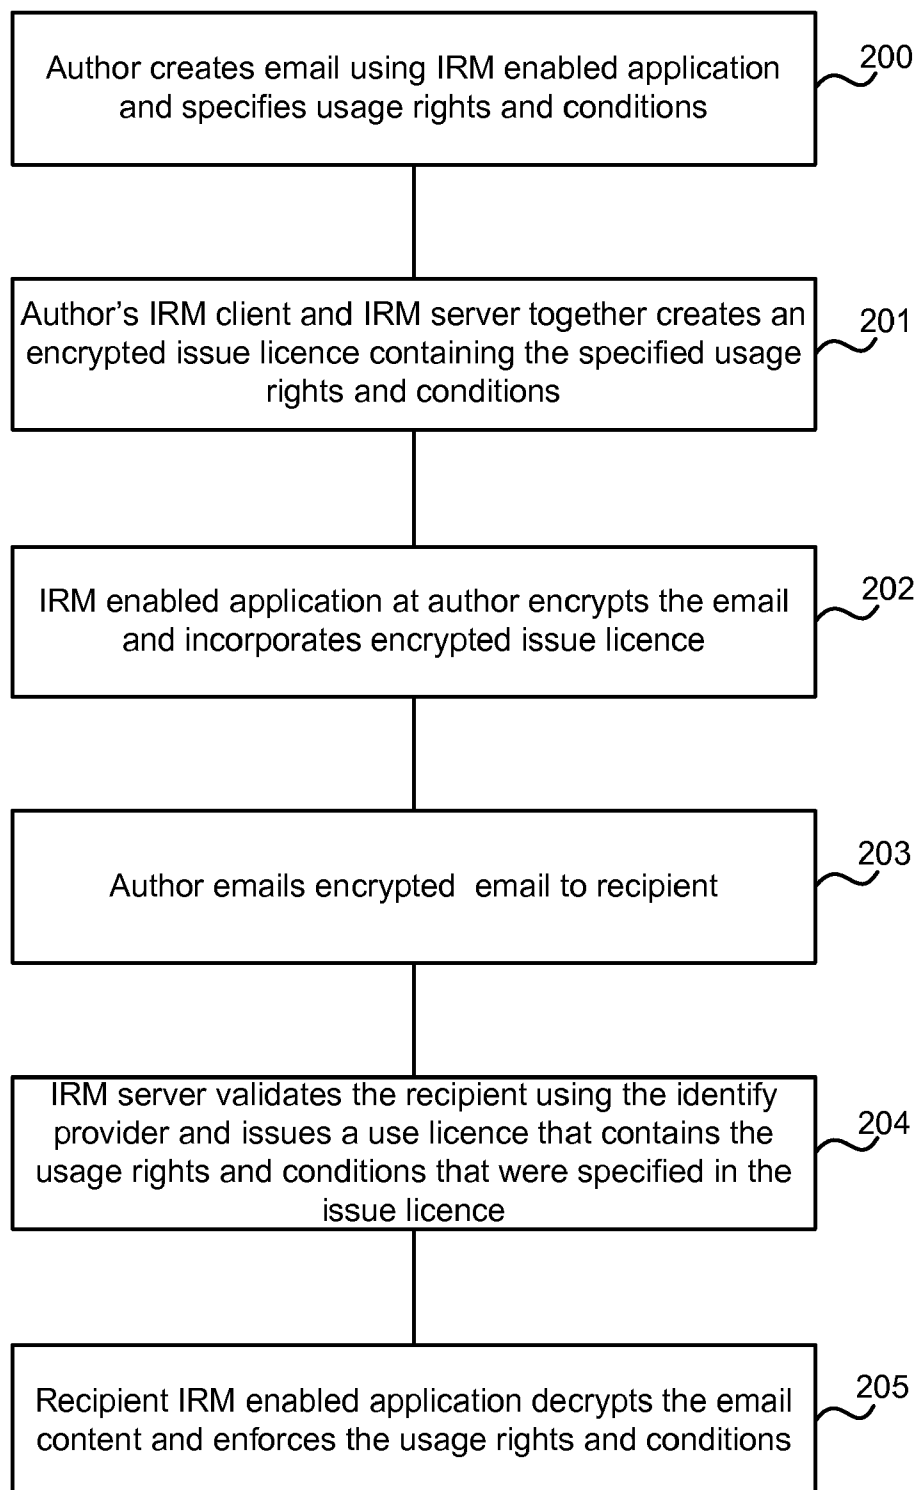 Author creates email using IRM enabled application
and specifies usage rights and conditions
200
Author's IRM client and IRM server together creates an
encrypted issue licence containing the specified usage
rights and conditions
201
IRM enabled application at author encrypts the email
and incorporates encrypted issue licence
202
Author emails encrypted email to recipient
203
IRM server validates the recipient using the identify
provider and issues a use licence that contains the
usage rights and conditions that were specified in the
issue licence
204
Recipient IRM enabled application decrypts the email
content and enforces the usage rights and conditions
205